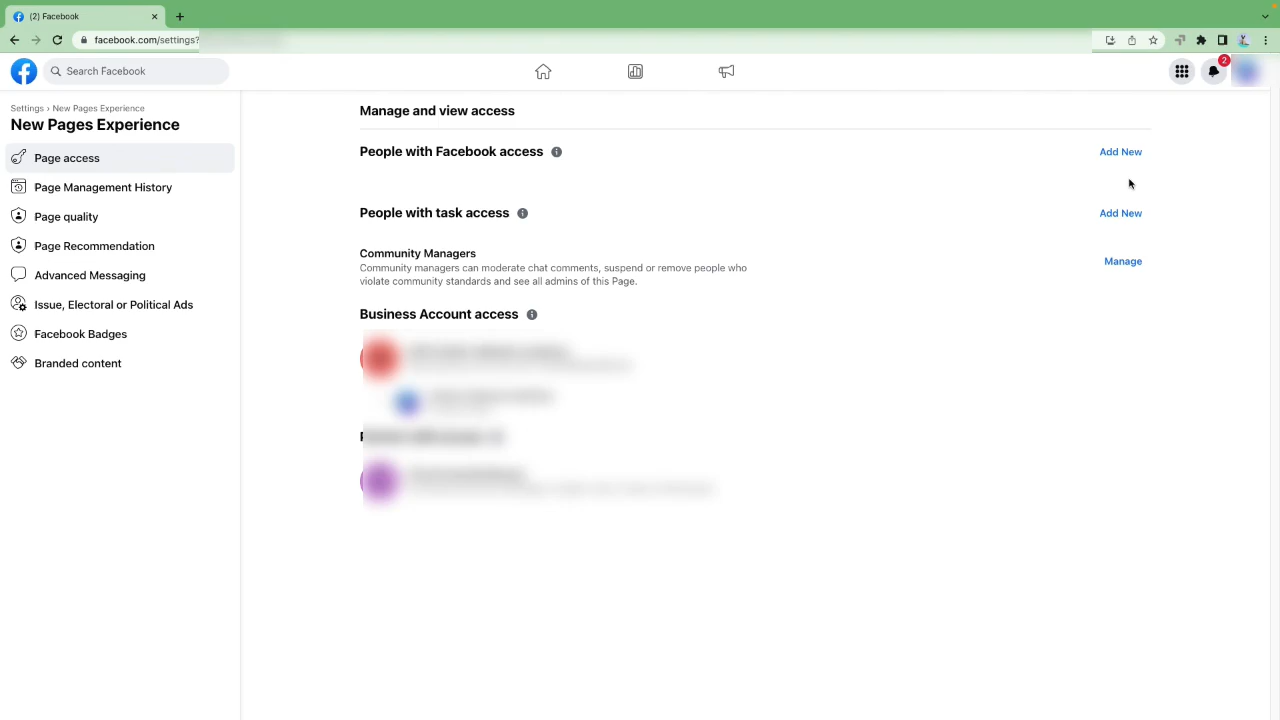 (2) Facebook
facebook.com/settings?
Search Facebook
2
Settings › New Pages Experience
New Pages Experience
Page access
Page Management History
Page quality
Page Recommendation
Advanced Messaging
Issue, Electoral or Political Ads
Facebook Badges
Branded content
Manage and view access
People with Facebook access
Add New
People with task access
Add New
Community Managers
Community managers can moderate chat comments, suspend or remove people who
violate community standards and see all admins of this Page.
Manage
Business Account access